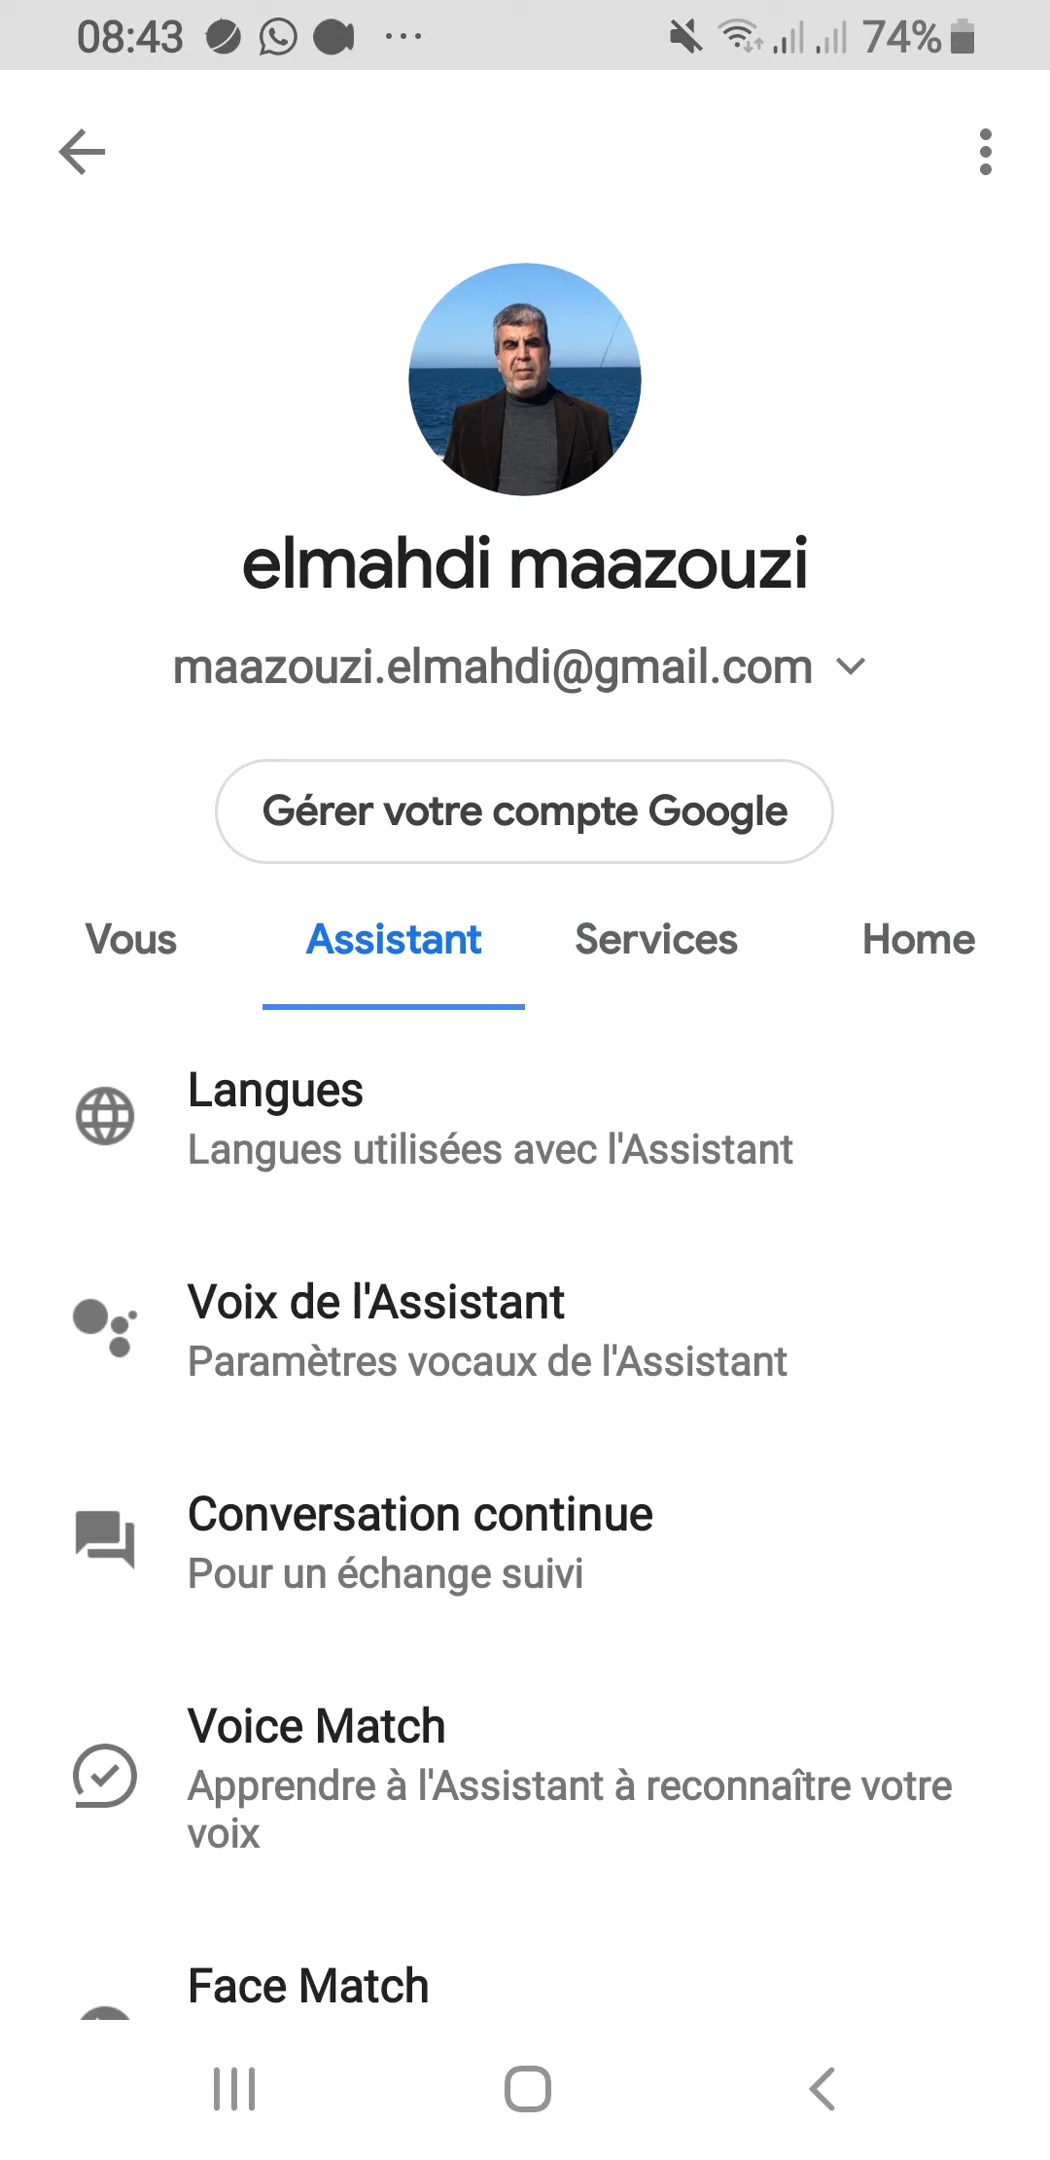 08:43 74%
elmahdi maazouzi
maazouzi.elmahdi@gmail.com
Gérer votre compte Google
Vous Assistant Services Home
Langues
Langues utilisées avec l'Assistant
Voix de l'Assistant
Paramètres vocaux de l'Assistant
Conversation continue
Pour un échange suivi
Voice Match
Apprendre à l'Assistant à reconnaître votre
voix
Face Match